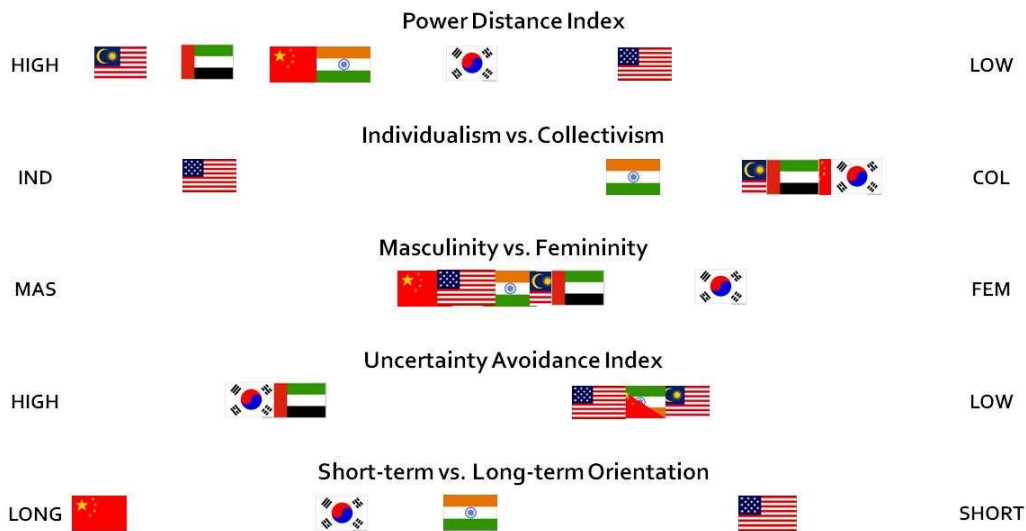 Power Distance Index
HIGH LOW
Individualism vs. Collectivism
IND COL
Masculinity vs. Femininity
MAS FEM
Uncertainty Avoidance Index
HIGH LOW
Short-term vs. Long-term Orientation
LONG SHORT